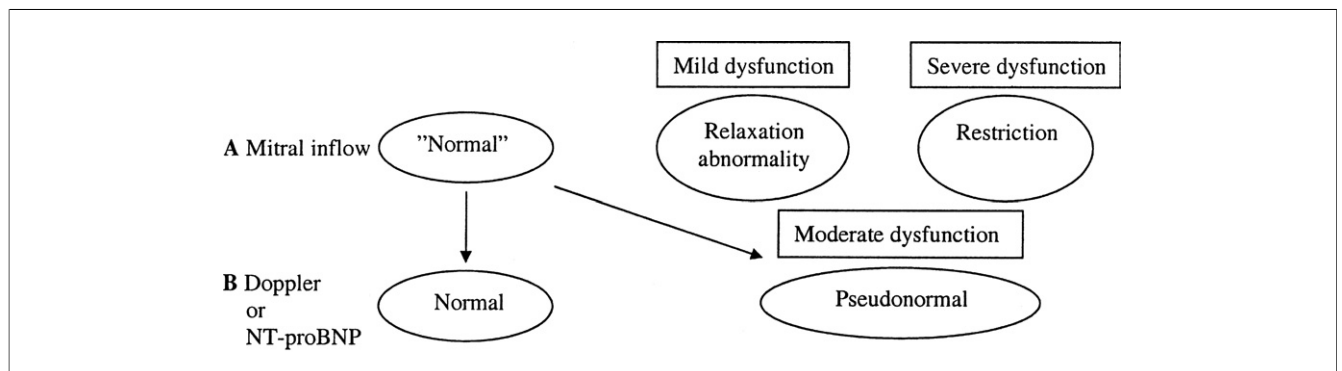 Mild dysfunction
Severe dysfunction
A Mitral inflow
”Normal”
Relaxation
abnormality
Restriction
Moderate dysfunction
B Doppler
or
NT-proBNP
Normal
Pseudonormal